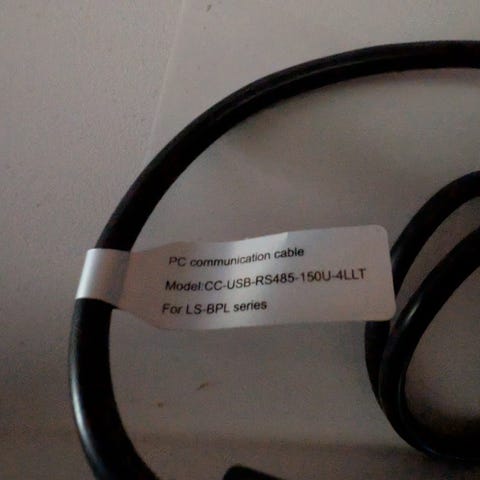 PC communication cable
Model:CC-USB-RS485-150U-4LLT
For LS-BPL series